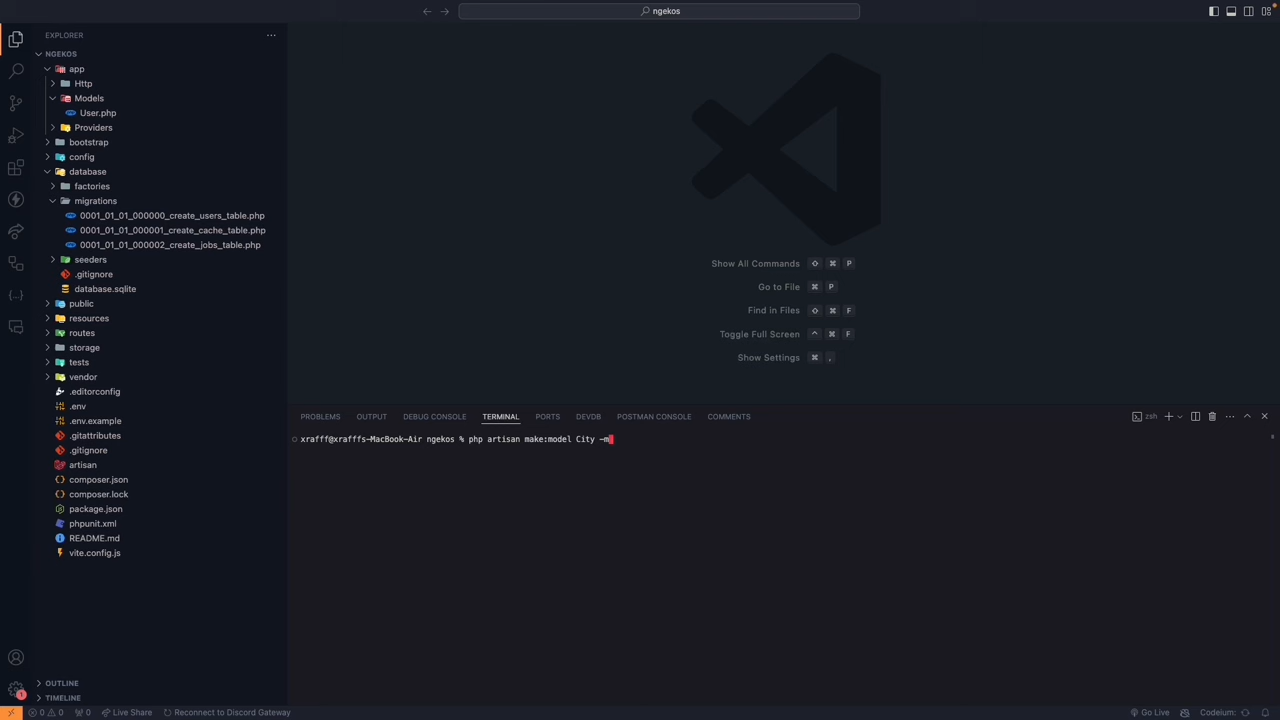 ngekos
EXPLORER
NGEKOS
app
Http
Models
User.php
Providers
bootstrap
config
database
factories
migrations
0001_01_01_000000_create_users_table.php
0001_01_01_000001_create_cache_table.php
0001_01_01_000002_create_jobs_table.php
seeders
.gitignore
database.sqlite
public
resources
routes
storage
tests
vendor
.editorconfig
.env
.env.example
.gitattributes
.gitignore
artisan
composer.json
composer.lock
package.json
phpunit.xml
README.md
vite.config.js
OUTLINE
TIMELINE
Show All Commands ⇧ ⌘ P
Go to File ⌘ P
Find in Files ⇧ ⌘ F
Toggle Full Screen ^ ⌘ F
Show Settings ⌘ ,
PROBLEMS OUTPUT DEBUG CONSOLE TERMINAL PORTS DEVDB POSTMAN CONSOLE COMMENTS
zsh
xrafff@xrafffs-MacBook-Air ngekos % php artisan make:model City -m
1
0 0 0 Live Share Reconnect to Discord Gateway
Go Live Codeium: